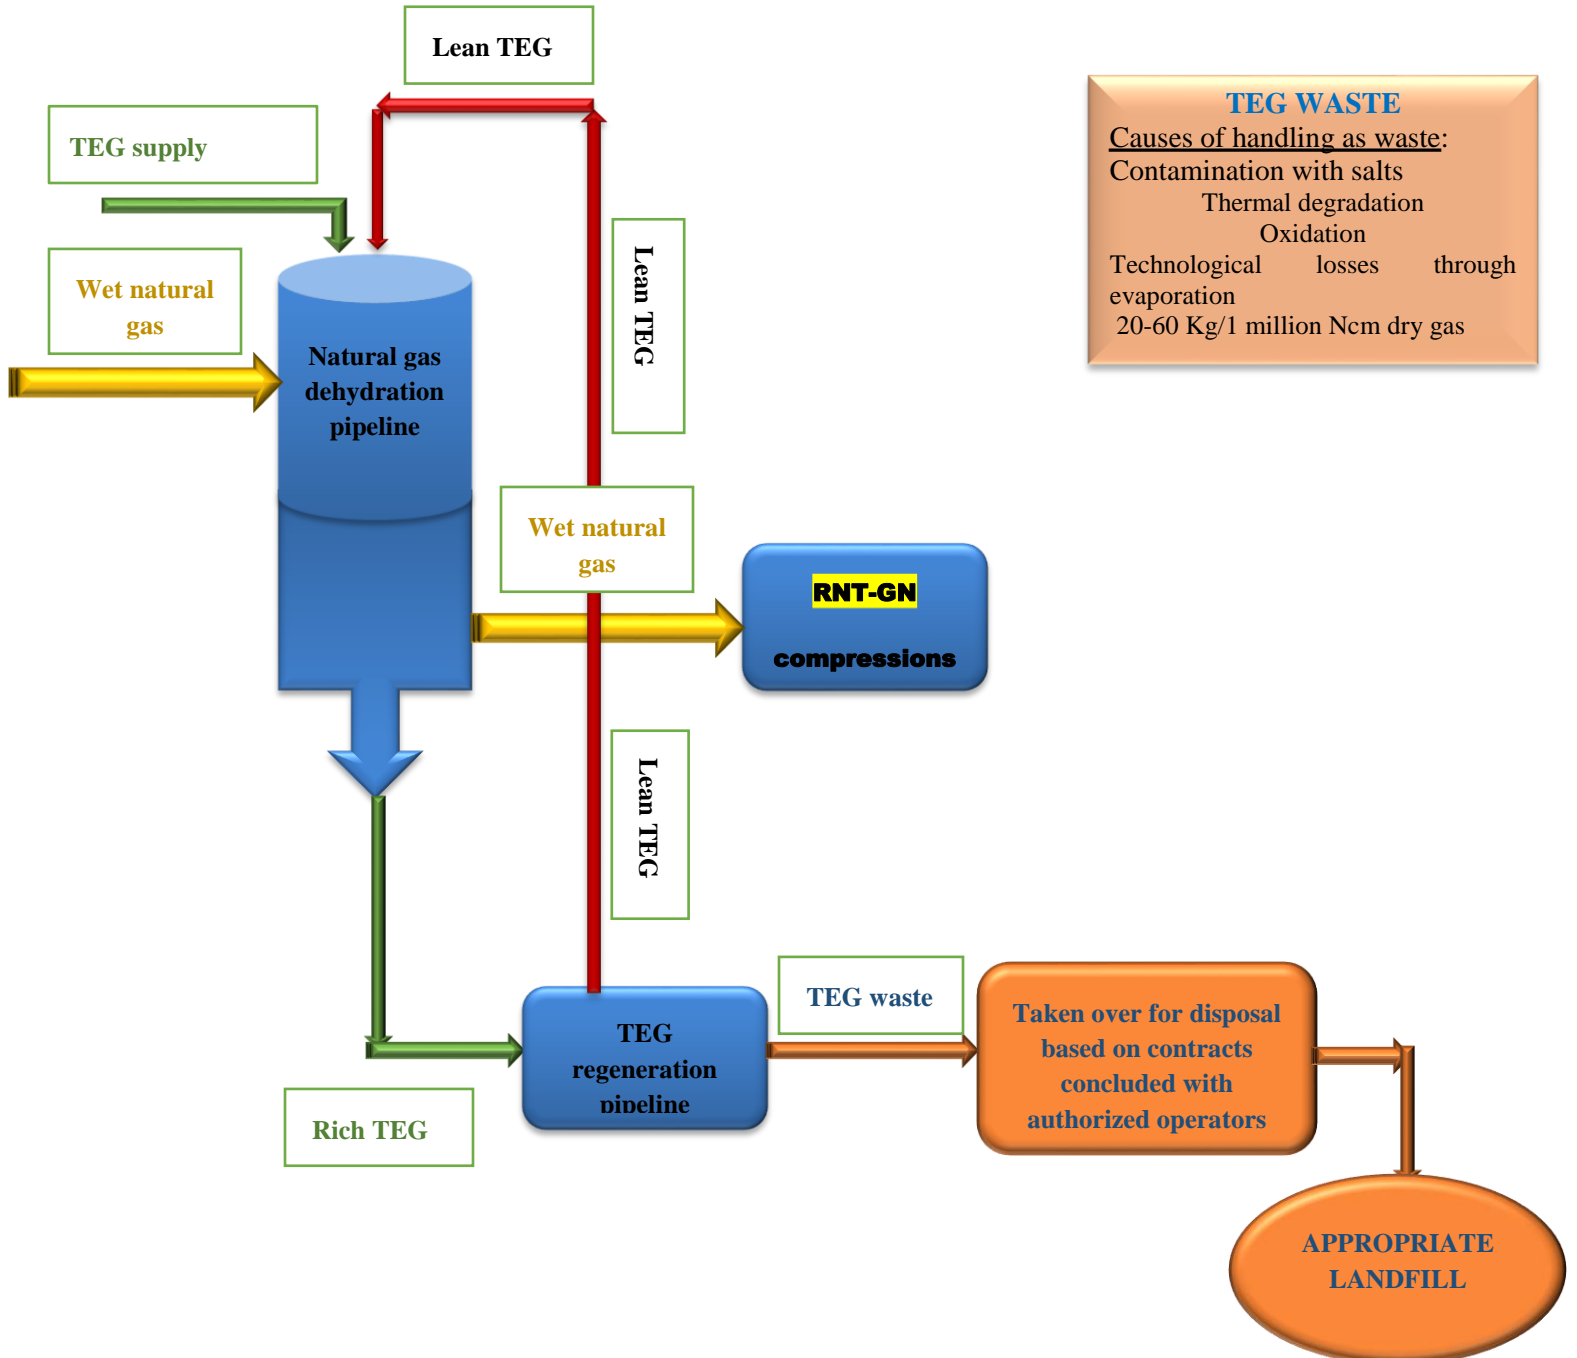 Lean TEG
TEG WASTE
Causes of handling as waste:
Contamination with salts
Thermal degradation
Oxidation
Technological losses through
evaporation
20-60 Kg/1 million Ncm dry gas
TEG supply
Wet natural
gas
Lean TEG
Natural gas
dehydration
pipeline
Wet natural
gas
RNT-GN
compressions
Lean TEG
TEG waste
Taken over for disposal
based on contracts
concluded with
authorized operators
TEG
regeneration
pipeline
Rich TEG
APPROPRIATE
LANDFILL